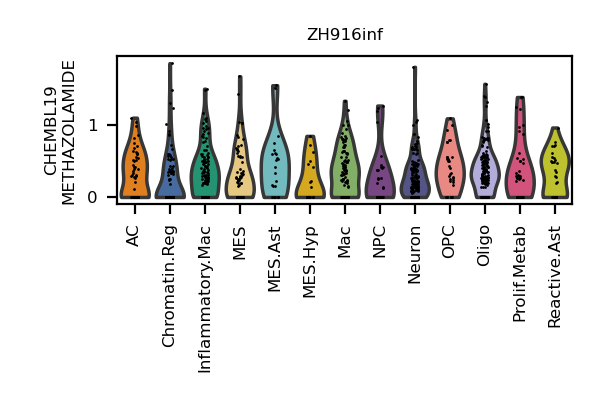 ZH916inf
CHEMBL19
METHAZOLAMIDE
1
0
AC
Chromatin.Reg
Inflammatory.Mac
MES
MES.Ast
MES.Hyp
Mac
NPC
Neuron
OPC
Oligo
Prolif.Metab
Reactive.Ast